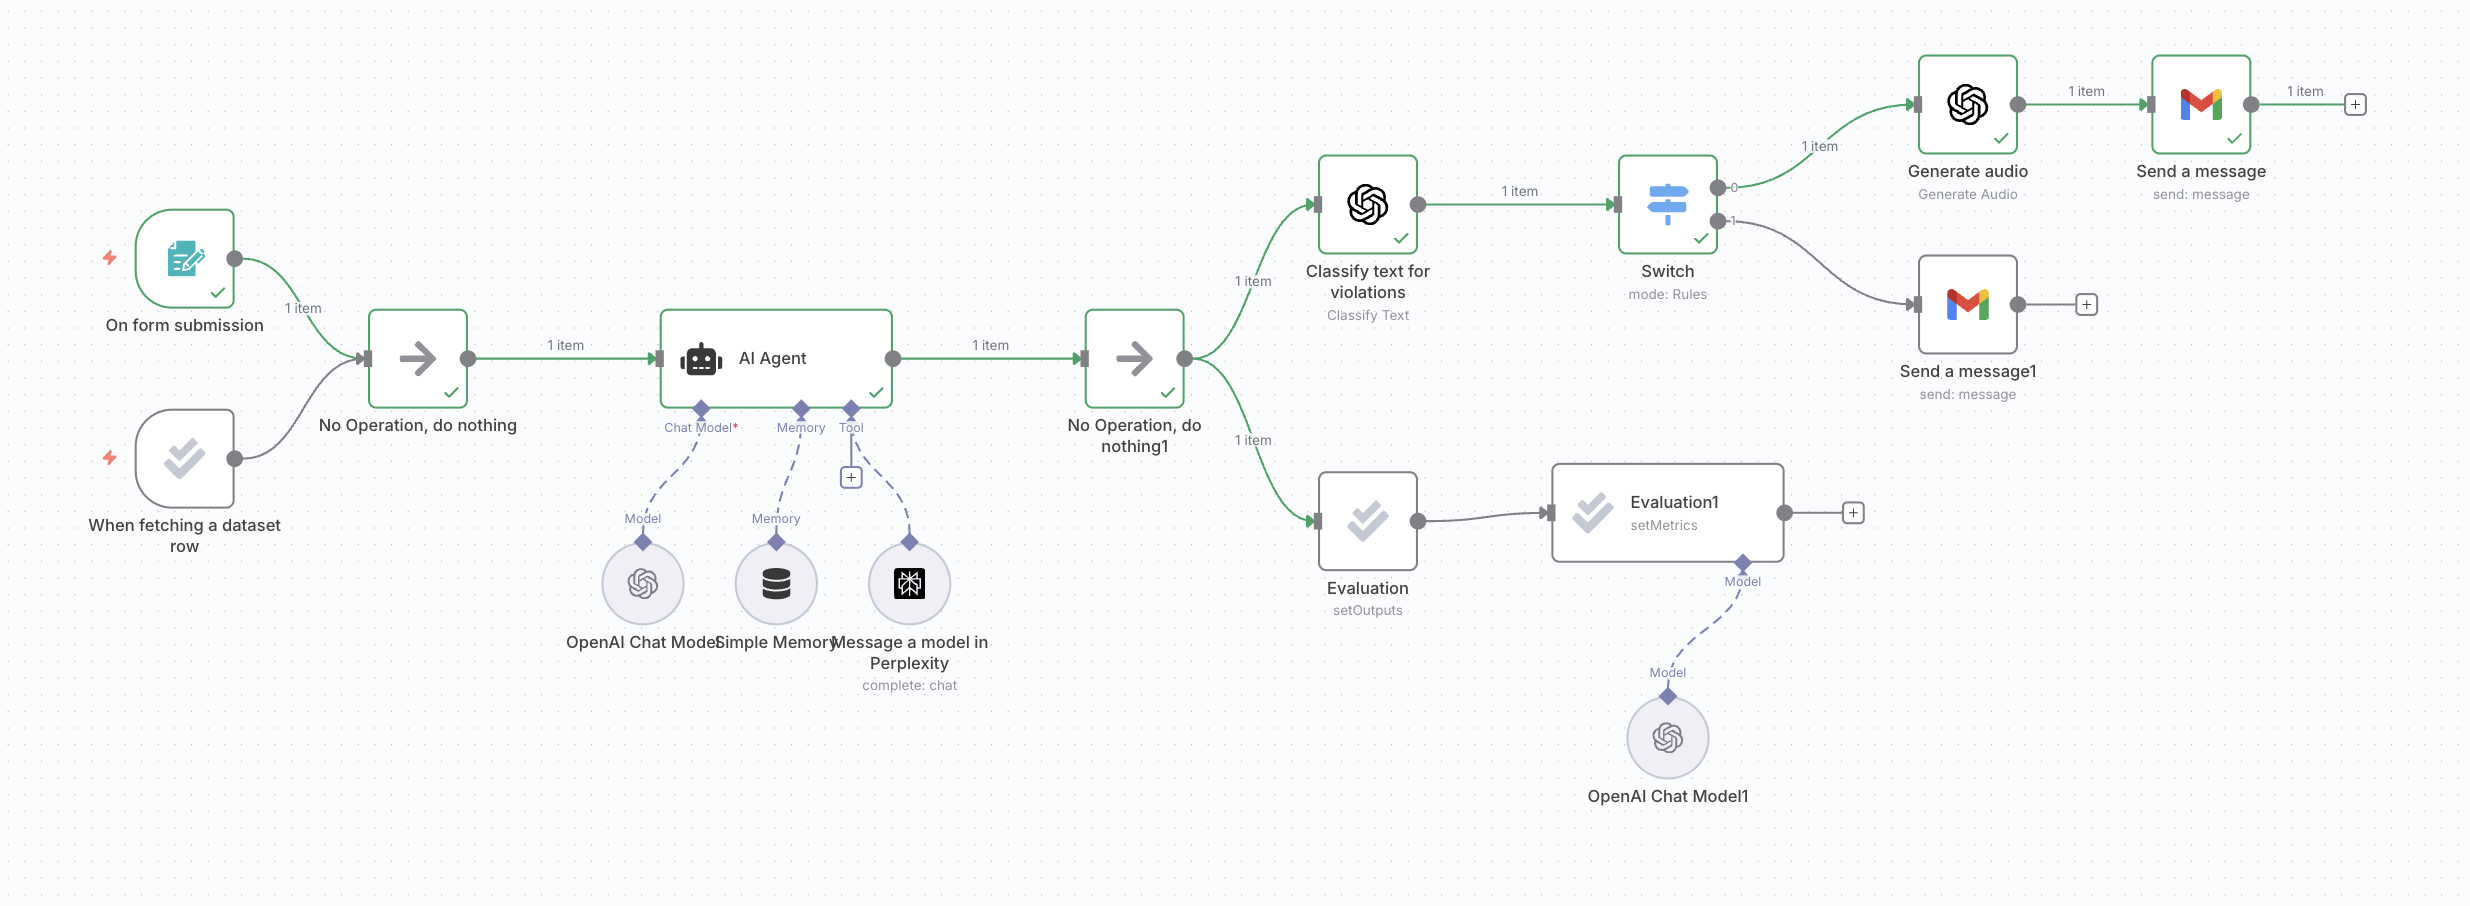 On form submission
1 item
When fetching a dataset
row
No Operation, do nothing
1 item
AI Agent
Chat Model*
Memory
Tool
+
Model
OpenAI Chat Model
Memory
Simple Memory
Message a model in
Perplexity
complete: chat
1 item
No Operation, do
nothing1
1 item
1 item
Classify text for
violations
Classify Text
1 item
Switch
mode: Rules
0
1
1 item
Generate audio
Generate Audio
1 item
Send a message
send: message
1 item
+
Send a message1
send: message
+
Evaluation
setOutputs
Evaluation1
setMetrics
+
Model
Model
OpenAI Chat Model1